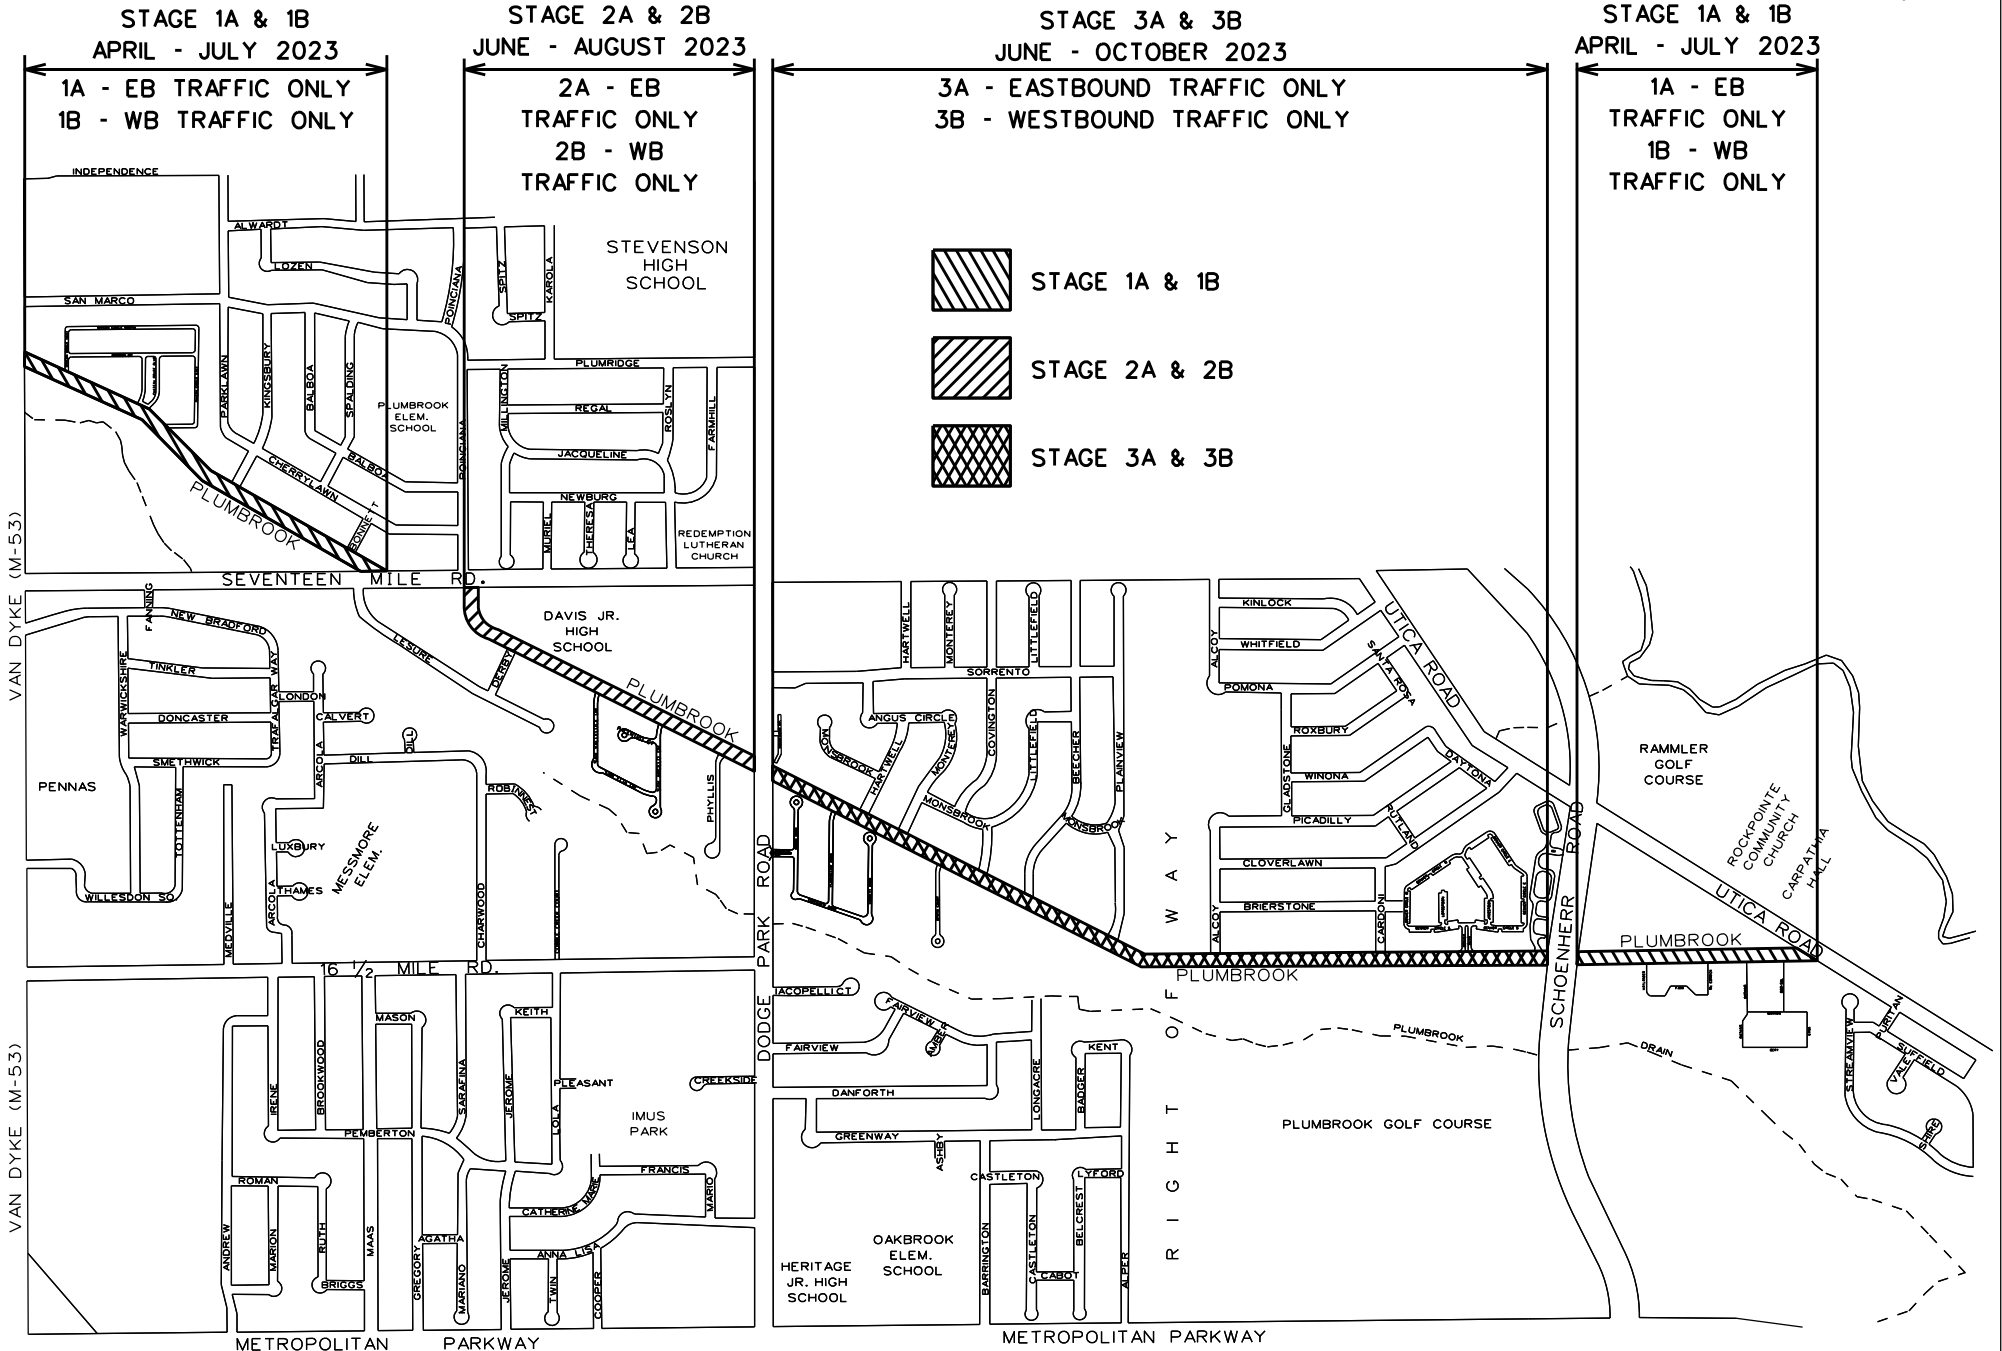 STAGE 1A & 1B
APRIL - JULY 2023
1A - EB TRAFFIC ONLY
1B - WB TRAFFIC ONLY
STAGE 2A & 2B
JUNE - AUGUST 2023
2A - EB
TRAFFIC ONLY
2B - WB
TRAFFIC ONLY
STAGE 3A & 3B
JUNE - OCTOBER 2023
3A - EASTBOUND TRAFFIC ONLY
3B - WESTBOUND TRAFFIC ONLY
STAGE 1A & 1B
APRIL - JULY 2023
1A - EB
TRAFFIC ONLY
1B - WB
TRAFFIC ONLY
STAGE 1A & 1B
STAGE 2A & 2B
STAGE 3A & 3B
INDEPENDENCE
ALWARDT
LOZEN
SAN MARCO
POINCIANA
SPITZ
KAROLA
SPITZ
STEVENSON
HIGH
SCHOOL
PARKLAWN
KINGSBURY
BALBOA
SPALDING
PLUMBROOK
ELEM.
SCHOOL
POINCIANA
CHERRYLAWN
BALBOA
BONNETT
PLUMBROOK
PLUMRIDGE
MILLINGTON
REGAL
ROSLYN
FARMHILL
JACQUELINE
NEWBURG
MURIEL
THERESA
LEA
REDEMPTION
LUTHERAN
CHURCH
VAN DYKE (M-53)
SEVENTEEN MILE RD.
FANNING
NEW BRADFORD
WARWICKSHIRE
TINKLER
TRAFALGAR WAY
LONDON
DONCASTER
CALVERT
SMETHWICK
ARCOLA
DILL
DILL
PENNAS
TOTTENHAM
WILLESDON SQ.
MEDVILLE
LUXBURY
THAMES
ARCOLA
MESSMORE
ELEM.
CHARWOOD
ROBINNEST
LESURE
DERBY
DAVIS JR.
HIGH
SCHOOL
PLUMBROOK
PHYLLIS
DODGE PARK ROAD
16 1/2 MILE RD.
HARTWELL
MONTEREY
LITTLEFIELD
SORRENTO
ANGUS CIRCLE
MONSBROOK
HARTWELL
MONTEREY
COVINGTON
LITTLEFIELD
BEECHER
PLAINVIEW
MONSBROOK
MONSBROOK
KINLOCK
WHITFIELD
ALCOY
POMONA
SANTA ROSA
UTICA ROAD
ROXBURY
GLADSTONE
WINONA
DAYTONA
PICADILLY
RUTLAND
CLOVERLAWN
BRIERSTONE
ALCOY
CARDONI
PLUMBROOK
RIGHT OF WAY
SCHOENHERR ROAD
RAMMLER
GOLF
COURSE
ROCKPOINTE
COMMUNITY
CHURCH
CARPATHIA
HALL
UTICA ROAD
PLUMBROOK
VAN DYKE (M-53)
MASON
KEITH
IRENE
BROOKWOOD
SARAFINA
JEROME
LOLA
PLEASANT
CREEKSIDE
IMUS
PARK
PEMBERTON
ROMAN
ANDREW
MARION
RUTH
BRIGGS
MAAS
GREGORY
AGATHA
MARIANO
JEROME
CATHERINE MARIE
FRANCIS
MARIO
ANNA LISA
TWIN
COOPER
IACOPELLI CT
FAIRVIEW
AMBER
FAIRVIEW
DANFORTH
LONGACRE
KENT
BADGER
GREENWAY
ASHBY
CASTLETON
LYFORD
BARRINGTON
CASTLETON
BELCREST
CABOT
ALPER
OAKBROOK
ELEM.
SCHOOL
HERITAGE
JR. HIGH
SCHOOL
PLUMBROOK
DRAIN
PLUMBROOK GOLF COURSE
STREAMVIEW
PURITAN
SUFFIELD
VALE
SHIRE
METROPOLITAN PARKWAY
METROPOLITAN PARKWAY